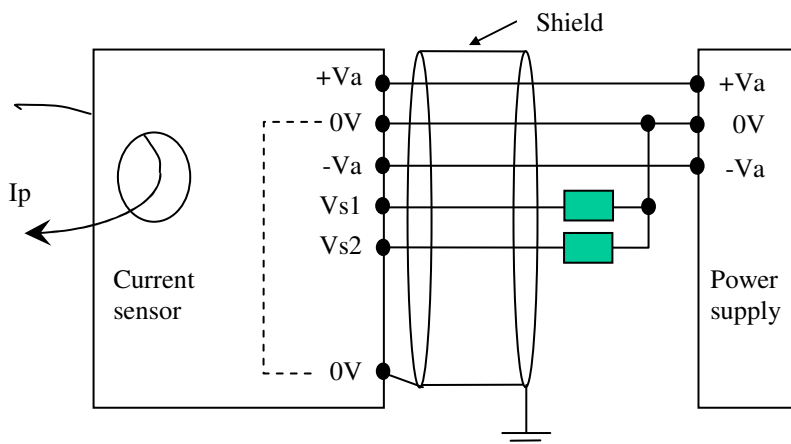 Shield
+Va
0V
-Va
Vs1
Vs2
0V
Ip
Current
sensor
+Va
0V
-Va
Power
supply